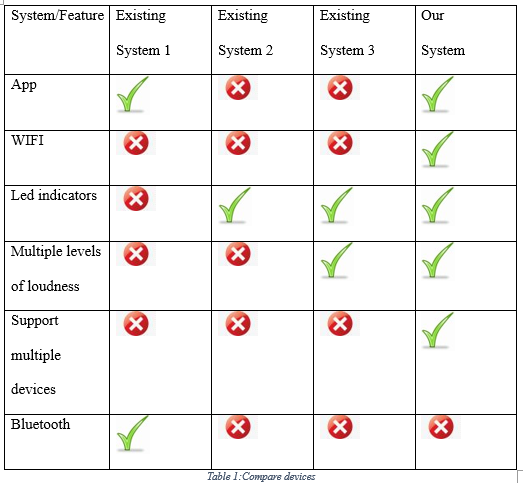 System/Feature Existing Existing Existing Our
System 1 System 2 System 3 System
App
WIFI
Led indicators
Multiple levels
of loudness
Support
multiple
devices
Bluetooth
Table 1:Compare devices